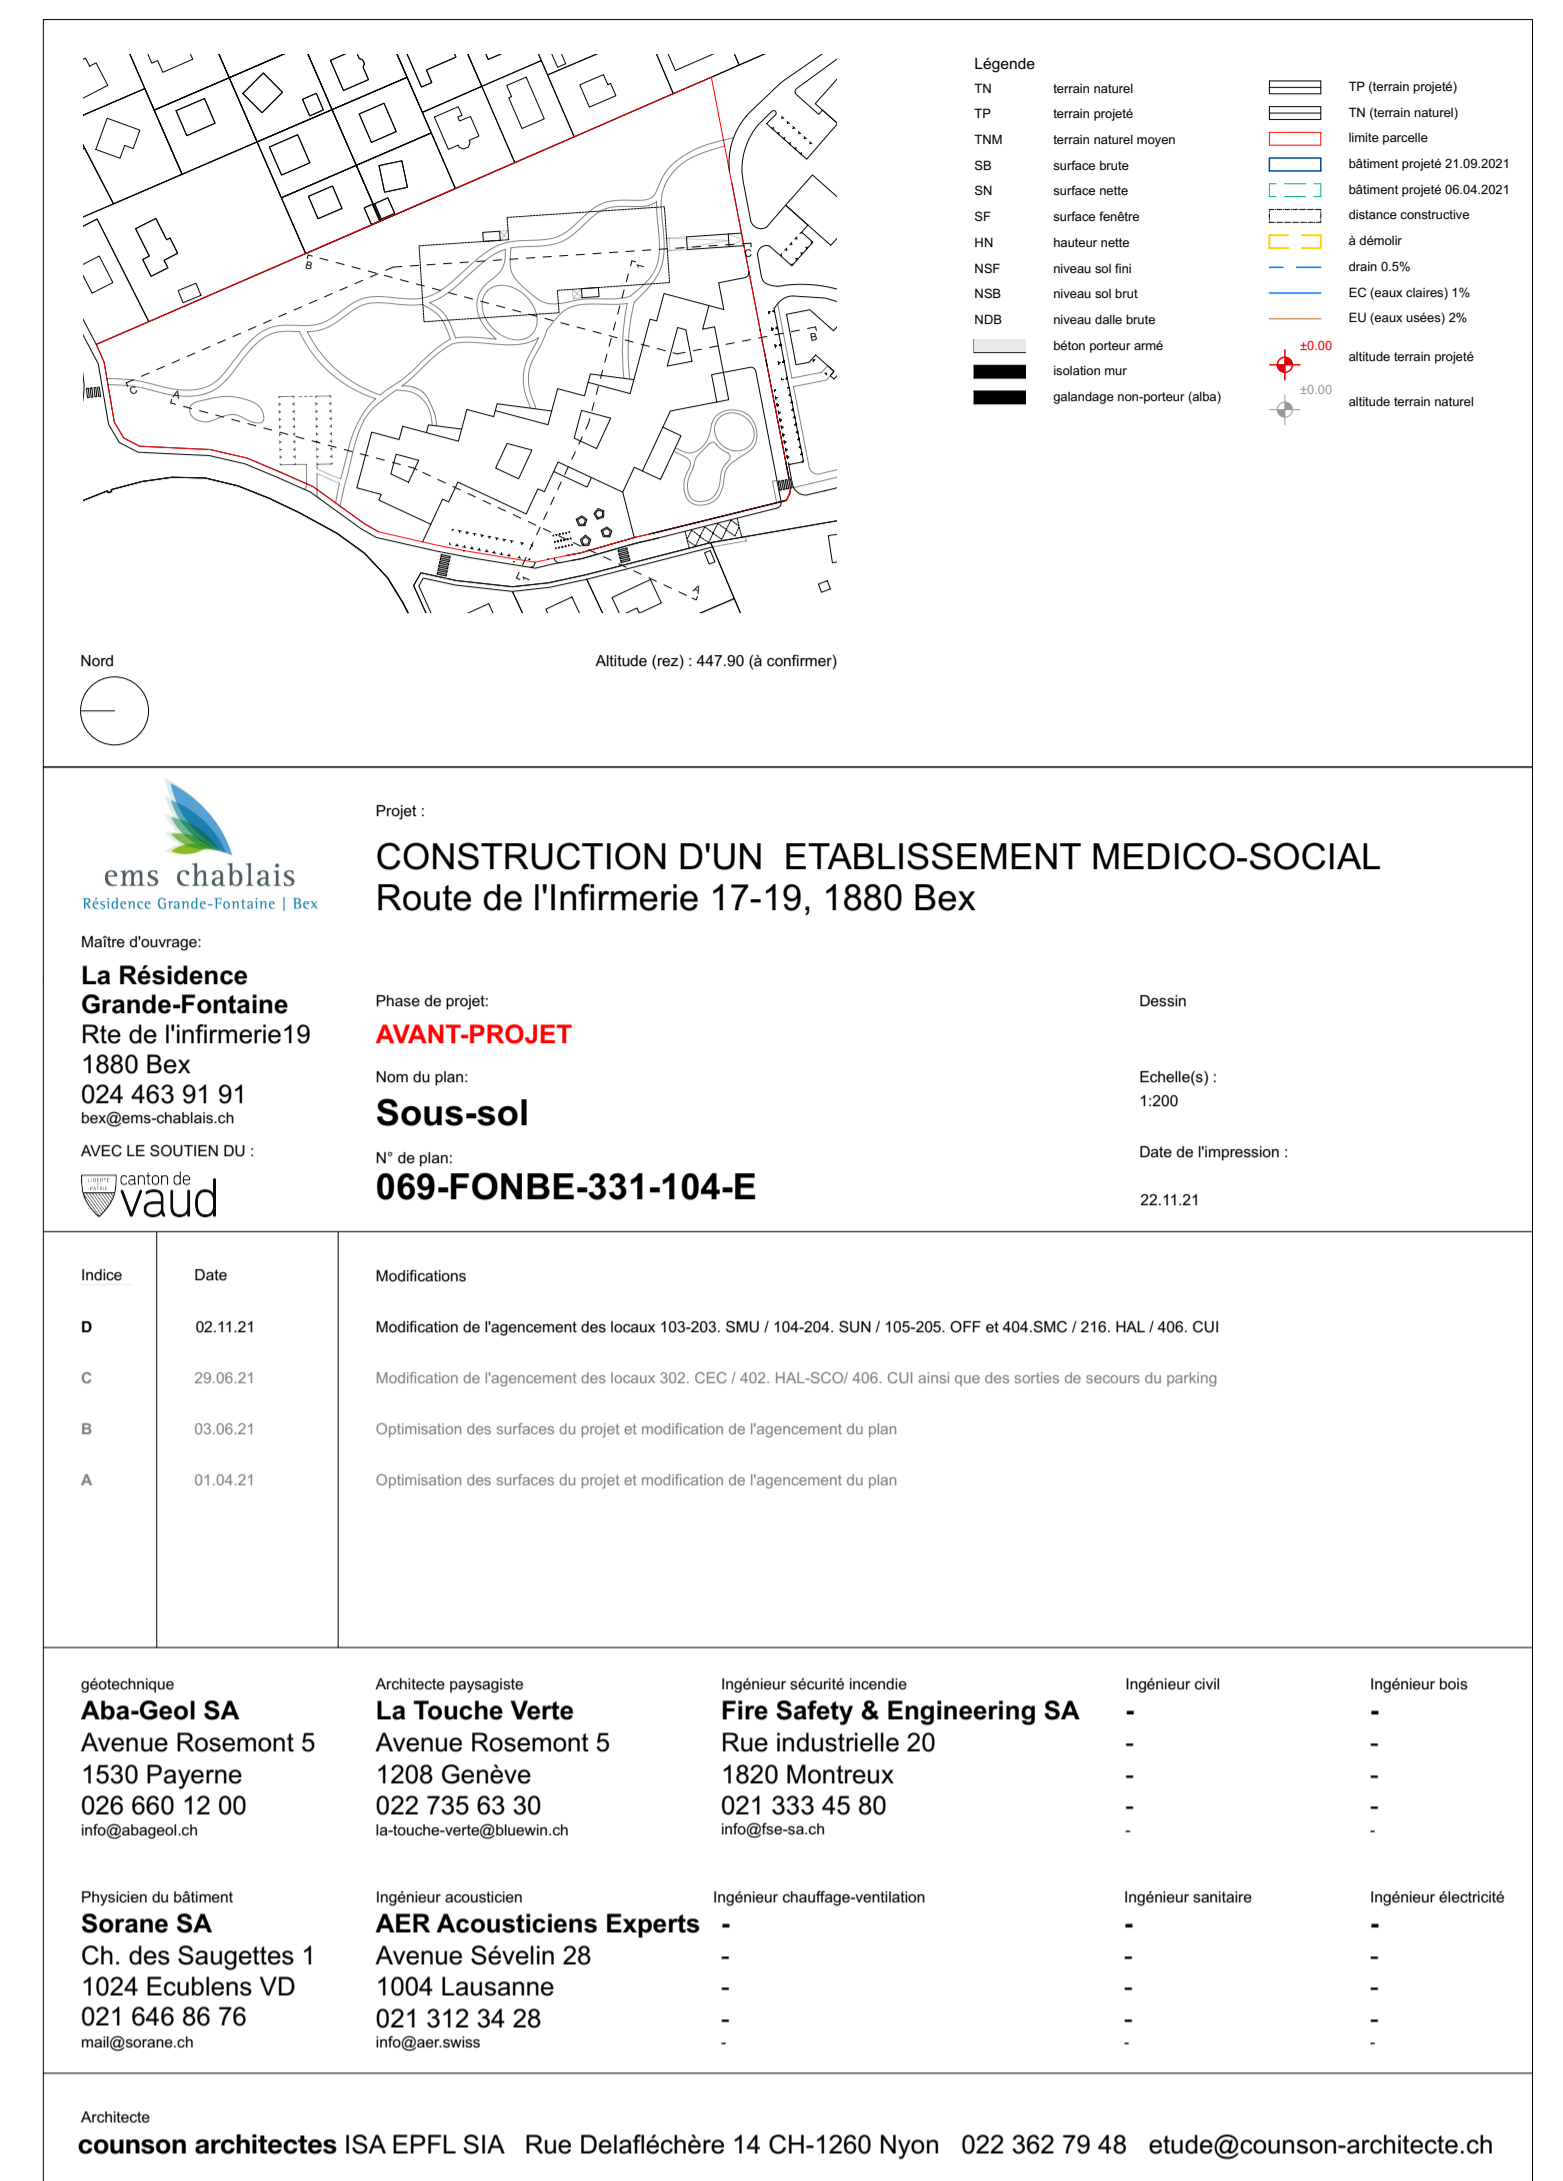 B
C
B
C
A
A
Légende
TN terrain naturel
TP terrain projeté
TNM terrain naturel moyen
SB surface brute
SN surface nette
SF surface fenêtre
HN hauteur nette
NSF niveau sol fini
NSB niveau sol brut
NDB niveau dalle brute
béton porteur armé
isolation mur
galandage non-porteur (alba)
TP (terrain projeté)
TN (terrain naturel)
limite parcelle
bâtiment projeté 21.09.2021
bâtiment projeté 06.04.2021
distance constructive
à démolir
drain 0.5%
EC (eaux claires) 1%
EU (eaux usées) 2%
±0.00 altitude terrain projeté
±0.00 altitude terrain naturel
Nord
Altitude (rez) : 447.90 (à confirmer)
ems chablais
Résidence Grande-Fontaine | Bex
Projet :
CONSTRUCTION D'UN ETABLISSEMENT MEDICO-SOCIAL
Route de l'Infirmerie 17-19, 1880 Bex
Maître d'ouvrage:
La Résidence
Grande-Fontaine
Rte de l'infirmerie19
1880 Bex
024 463 91 91
bex@ems-chablais.ch
AVEC LE SOUTIEN DU :
LIBERTÉ
PATRIE
canton de
vaud
Phase de projet:
AVANT-PROJET
Nom du plan:
Sous-sol
N° de plan:
069-FONBE-331-104-E
Dessin
Echelle(s) :
1:200
Date de l'impression :
22.11.21
Indice Date Modifications
D 02.11.21 Modification de l'agencement des locaux 103-203. SMU / 104-204. SUN / 105-205. OFF et 404.SMC / 216. HAL / 406. CUI
C 29.06.21 Modification de l'agencement des locaux 302. CEC / 402. HAL-SCO/ 406. CUI ainsi que des sorties de secours du parking
B 03.06.21 Optimisation des surfaces du projet et modification de l'agencement du plan
A 01.04.21 Optimisation des surfaces du projet et modification de l'agencement du plan
géotechnique
Aba-Geol SA
Avenue Rosemont 5
1530 Payerne
026 660 12 00
info@abageol.ch
Architecte paysagiste
La Touche Verte
Avenue Rosemont 5
1208 Genève
022 735 63 30
la-touche-verte@bluewin.ch
Ingénieur sécurité incendie
Fire Safety & Engineering SA
Rue industrielle 20
1820 Montreux
021 333 45 80
info@fse-sa.ch
Ingénieur civil
-
-
-
-
-
Ingénieur bois
-
-
-
-
-
Physicien du bâtiment
Sorane SA
Ch. des Saugettes 1
1024 Ecublens VD
021 646 86 76
mail@sorane.ch
Ingénieur acousticien
AER Acousticiens Experts
Avenue Sévelin 28
1004 Lausanne
021 312 34 28
info@aer.swiss
Ingénieur chauffage-ventilation
-
-
-
-
-
Ingénieur sanitaire
-
-
-
-
-
Ingénieur électricité
-
-
-
-
-
Architecte
counson architectes ISA EPFL SIA Rue Delafléchère 14 CH-1260 Nyon 022 362 79 48 etude@counson-architecte.ch